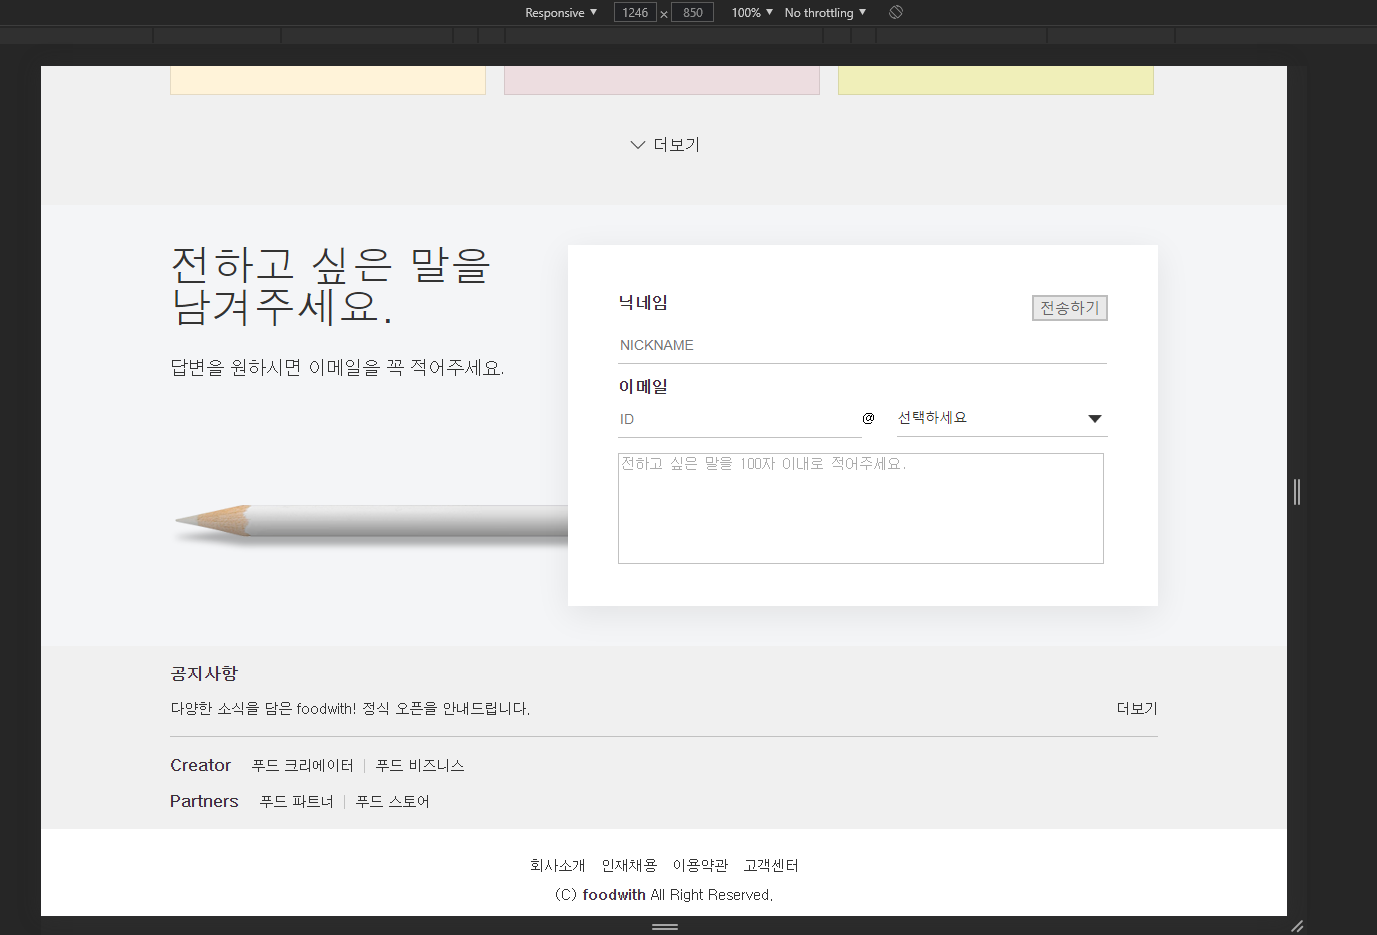 Responsive ▼ 1246 × 850 100% ▼ No throttling ▼
더보기
전하고 싶은 말을
남겨주세요.
답변을 원하시면 이메일을 꼭 적어주세요.
닉네임
전송하기
NICKNAME
이메일
ID @ 선택하세요
전하고 싶은 말을 100자 이내로 적어주세요.
공지사항
다양한 소식을 담은 foodwith! 정식 오픈을 안내드립니다. 더보기
Creator 푸드 크리에이터 | 푸드 비즈니스
Partners 푸드 파트너 | 푸드 스토어
회사소개 인재채용 이용약관 고객센터
(C) foodwith All Right Reserved.